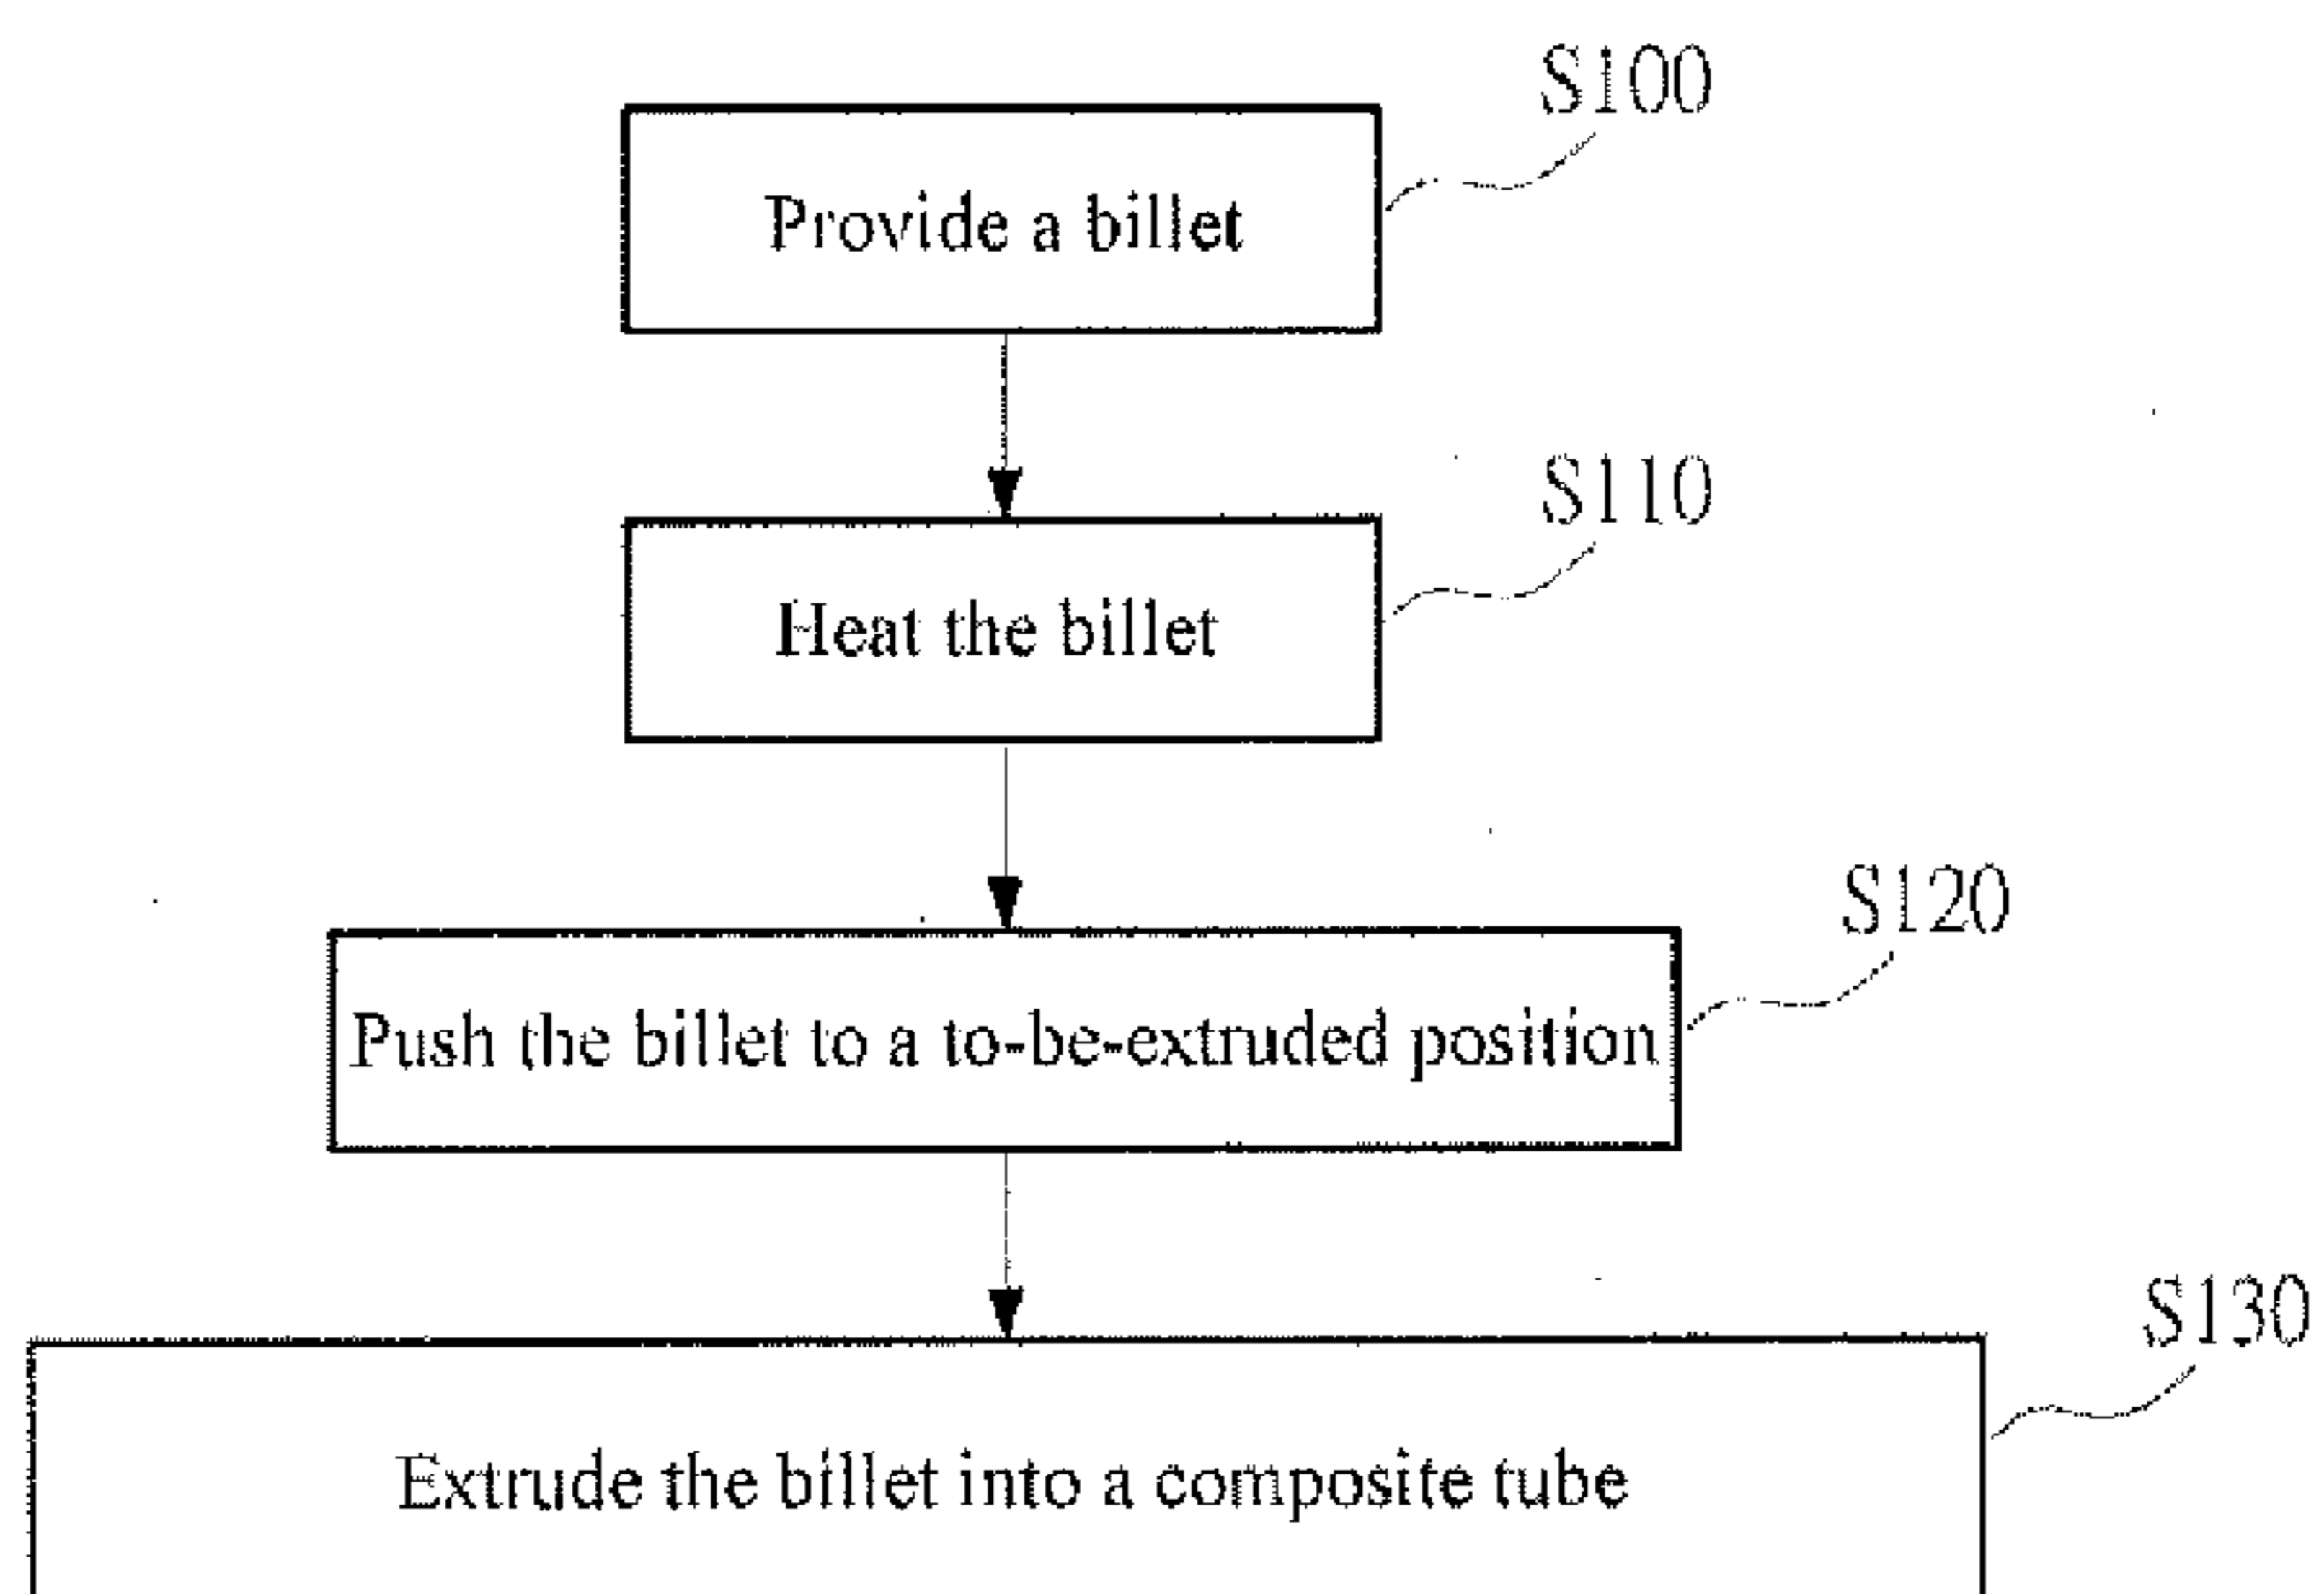 S100
Provide a billet
S110
Heat the billet
S120
Push the billet to a to-be-extruded position
S130
Extrude the billet into a composite tube